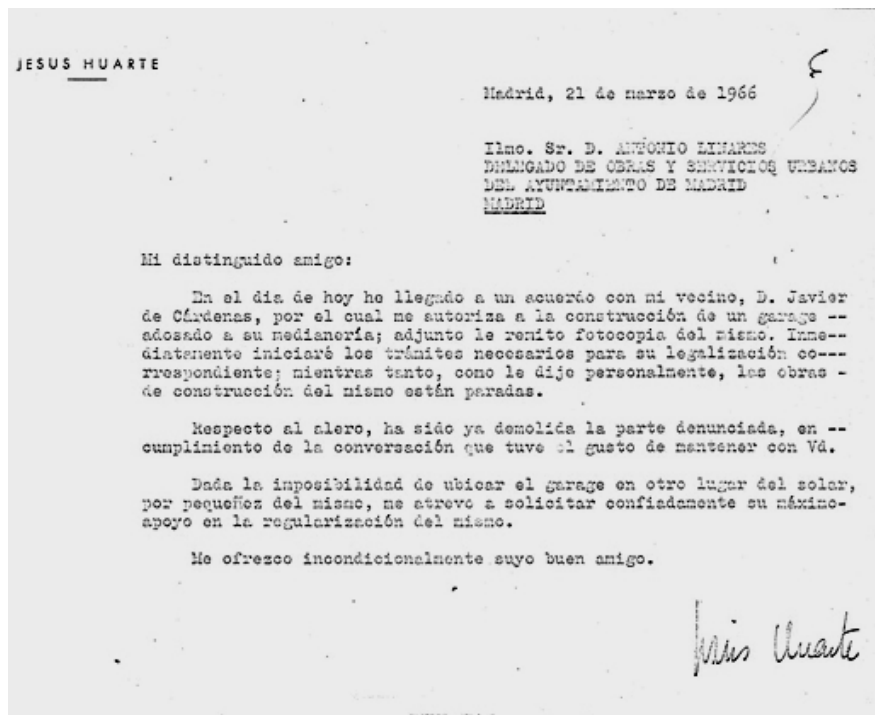 JESUS HUARTE
Madrid, 21 de marzo de 1966
Ilmo. Sr. D. ANTONIO LINARES
DELEGADO DE OBRAS Y SERVICIOS URBANOS
DEL AYUNTAMIENTO DE MADRID
MADRID
Mi distinguido amigo:
En el dia de hoy he llegado a un acuerdo con mi vecino, D. Javier
de Cárdenas, por el cual me autoriza a la construcción de un garage --
adosado a su medianería; adjunto le remito fotocopia del mismo. Inme--
diatamente iniciaré los trámites necesarios para su legalización co---
rrespondiente; mientras tanto, como le dije personalmente, las obras -
de construcción del mismo están paradas.
Respecto al alero, ha sido ya demolida la parte denunciada, en --
cumplimiento de la conversación que tuve el gusto de mantener con Vd.
Dada la imposibilidad de ubicar el garage en otro lugar del solar,
por pequeñez del mismo, me atrevo a solicitar confiadamente su máximo-
apoyo en la regularización del mismo.
Me ofrezco incondicionalmente suyo buen amigo.
Jesús Huarte